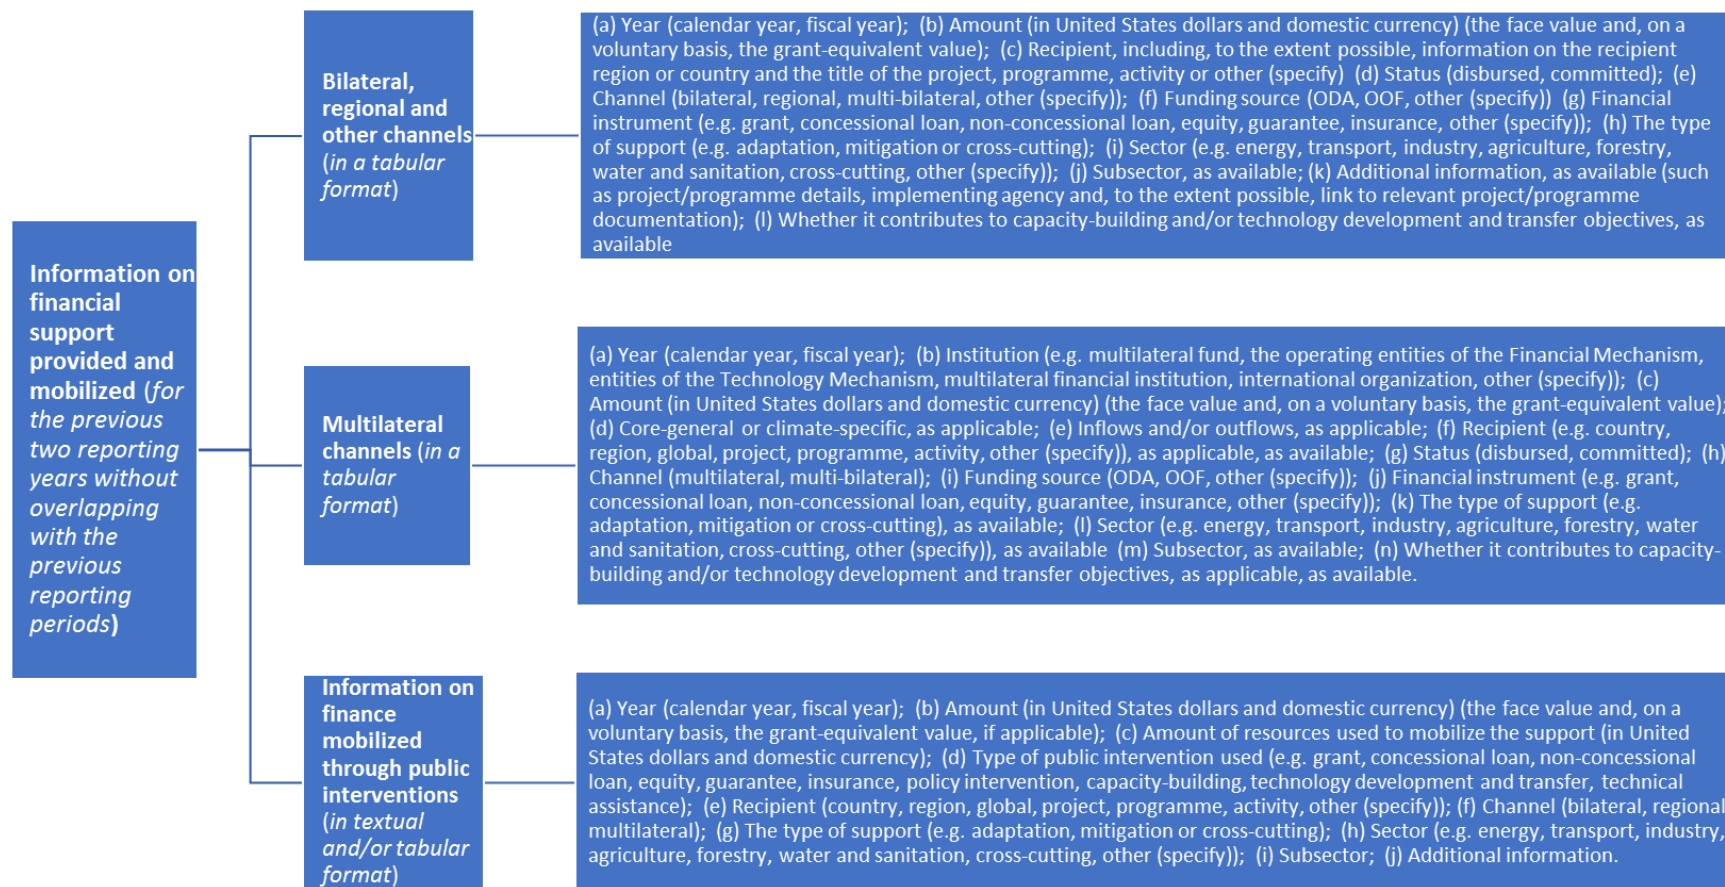 Information on
financial
support
provided and
mobilized (for
the previous
two reporting
years without
overlapping
with the
previous
reporting
periods)
Bilateral,
regional and
other channels
(in a tabular
format)
(a) Year (calendar year, fiscal year); (b) Amount (in United States dollars and domestic currency) (the face value and, on a
voluntary basis, the grant-equivalent value); (c) Recipient, including, to the extent possible, information on the recipient
region or country and the title of the project, programme, activity or other (specify) (d) Status (disbursed, committed); (e)
Channel (bilateral, regional, multi-bilateral, other (specify)); (f) Funding source (ODA, OOF, other (specify)) (g) Financial
instrument (e.g. grant, concessional loan, non-concessional loan, equity, guarantee, insurance, other (specify)); (h) The type
of support (e.g. adaptation, mitigation or cross-cutting); (i) Sector (e.g. energy, transport, industry, agriculture, forestry,
water and sanitation, cross-cutting, other (specify)); (j) Subsector, as available; (k) Additional information, as available (such
as project/programme details, implementing agency and, to the extent possible, link to relevant project/programme
documentation); (l) Whether it contributes to capacity-building and/or technology development and transfer objectives, as
available
Multilateral
channels (in a
tabular
format)
(a) Year (calendar year, fiscal year); (b) Institution (e.g. multilateral fund, the operating entities of the Financial Mechanism,
entities of the Technology Mechanism, multilateral financial institution, international organization, other (specify)); (c)
Amount (in United States dollars and domestic currency) (the face value and, on a voluntary basis, the grant-equivalent value);
(d) Core-general or climate-specific, as applicable; (e) Inflows and/or outflows, as applicable; (f) Recipient (e.g. country,
region, global, project, programme, activity, other (specify)), as applicable, as available; (g) Status (disbursed, committed); (h)
Channel (multilateral, multi-bilateral); (i) Funding source (ODA, OOF, other (specify)); (j) Financial instrument (e.g. grant,
concessional loan, non-concessional loan, equity, guarantee, insurance, other (specify)); (k) The type of support (e.g.
adaptation, mitigation or cross-cutting), as available; (l) Sector (e.g. energy, transport, industry, agriculture, forestry, water
and sanitation, cross-cutting, other (specify)), as available (m) Subsector, as available; (n) Whether it contributes to capacity-
building and/or technology development and transfer objectives, as applicable, as available.
Information on
finance
mobilized
through public
interventions
(in textual
and/or tabular
format)
(a) Year (calendar year, fiscal year); (b) Amount (in United States dollars and domestic currency) (the face value and, on a
voluntary basis, the grant-equivalent value, if applicable); (c) Amount of resources used to mobilize the support (in United
States dollars and domestic currency); (d) Type of public intervention used (e.g. grant, concessional loan, non-concessional
loan, equity, guarantee, insurance, policy intervention, capacity-building, technology development and transfer, technical
assistance); (e) Recipient (country, region, global, project, programme, activity, other (specify)); (f) Channel (bilateral, regional
multilateral); (g) The type of support (e.g. adaptation, mitigation or cross-cutting); (h) Sector (e.g. energy, transport, industry,
agriculture, forestry, water and sanitation, cross-cutting, other (specify)); (i) Subsector; (j) Additional information.